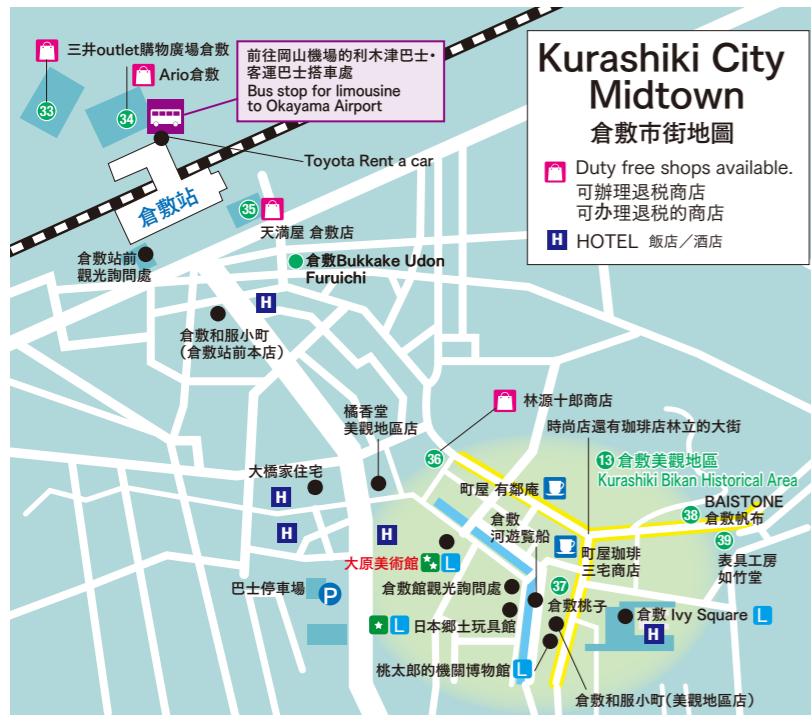 三井outlet購物廣場倉敷
33
Ario倉敷
34
前往岡山機場的利木津巴士・
客運巴士搭車處
Bus stop for limousine
to Okayama Airport
Kurashiki City
Midtown
倉敷市街地圖
Duty free shops available.
可辦理退税商店
可办理退税的商店
H HOTEL 飯店／酒店
Toyota Rent a car
倉敷站
35
天満屋 倉敷店
倉敷站前
觀光詢問處
倉敷Bukkake Udon
Furuichi
H
倉敷和服小町
（倉敷站前本店）
橘香堂
美觀地區店
林源十郎商店
36
時尚店還有珈琲店林立的大街
13 倉敷美觀地區
Kurashiki Bikan Historical Area
大橋家住宅
H
町屋 有鄰庵
38
BAISTONE
倉敷帆布
倉敷
河遊覧船
H
H
39
表具工房
如竹堂
大原美術館 L
町屋珈琲
三宅商店
倉敷館觀光詢問處
37
倉敷桃子
巴士停車場
P
L 日本郷土玩具館
倉敷 Ivy Square L
H
桃太郎的機關博物館 L
倉敷和服小町（美觀地區店）